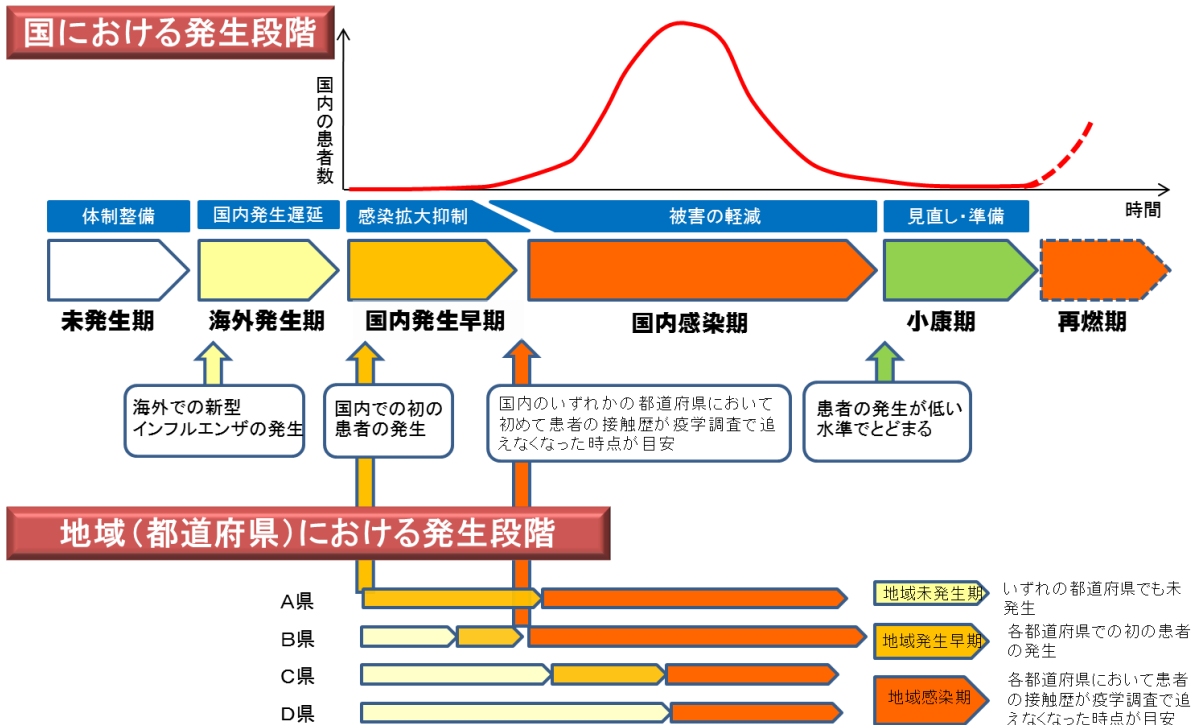 国における発生段階
国内の患者数
時間
体制整備
国内発生遅延
感染拡大抑制
被害の軽減
見直し・準備
未発生期
海外発生期
国内発生早期
国内感染期
小康期
再燃期
海外での新型
インフルエンザの発生
国内での初の
患者の発生
国内のいずれかの都道府県において
初めて患者の接触歴が疫学調査で追
えなくなった時点が目安
患者の発生が低い
水準でとどまる
地域（都道府県）における発生段階
A県
B県
C県
D県
地域未発生期
いずれの都道府県でも未
発生
地域発生早期
各都道府県での初の患者
の発生
地域感染期
各都道府県において患者
の接触歴が疫学調査で追
えなくなった時点が目安